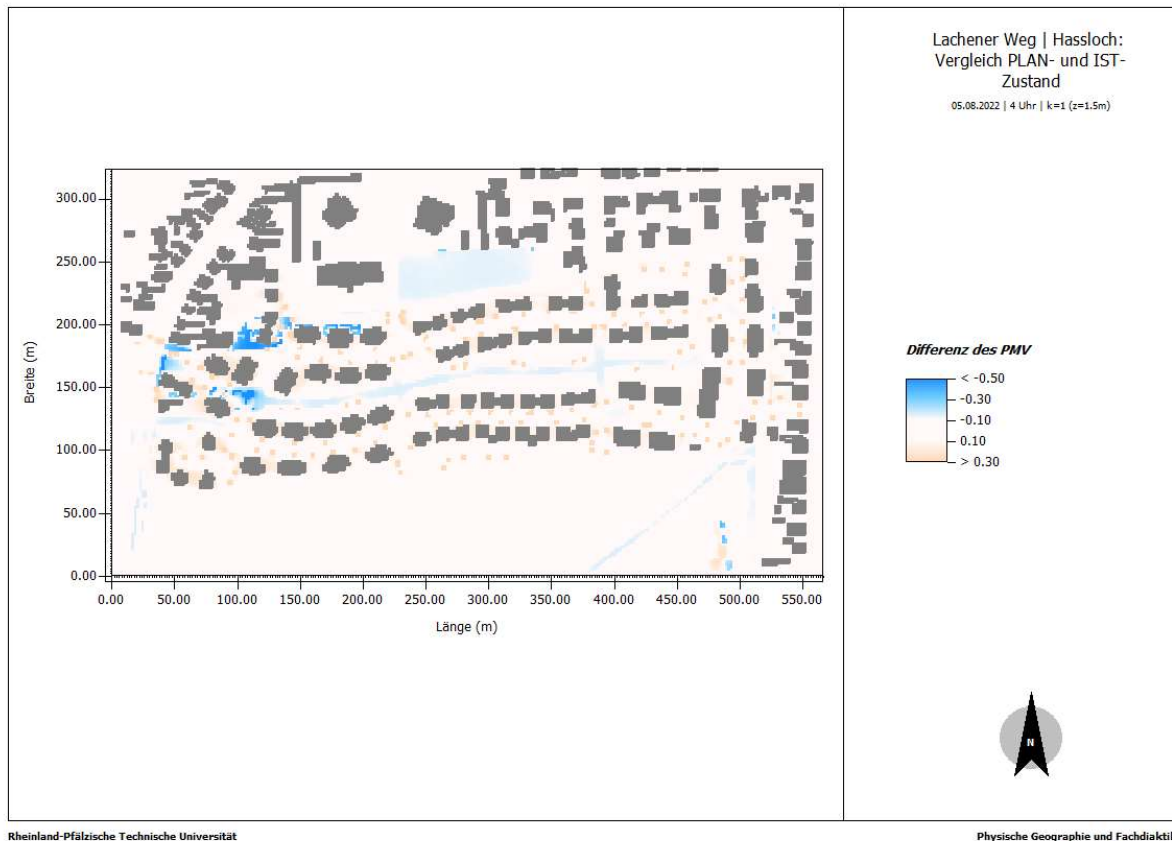 Lachener Weg | Hassloch:
Vergleich PLAN- und IST-
Zustand
05.08.2022 | 4 Uhr | k=1 (z=1.5m)
300.00
250.00
200.00
150.00
100.00
50.00
0.00
Breite (m)
0.00 50.00 100.00 150.00 200.00 250.00 300.00 350.00 400.00 450.00 500.00 550.00
Länge (m)
Differenz des PMV
< -0.50
-0.30
-0.10
0.10
> 0.30
N
Rheinland-Pfälzische Technische Universität
Physische Geographie und Fachdidaktik